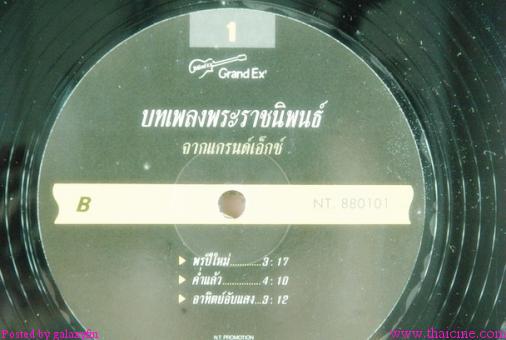 1
Grand Ex'
บทเพลงพระราชนิพนธ์
จากแกรนด์เอ็กซ์
B NT. 880101
พรปีใหม่............3 : 17
ค่ำแล้ว...............4 : 10
อาทิตย์อับแสง...3 : 12
N.T PROMOTION
Posted by galaxafin
www.thaicine.com